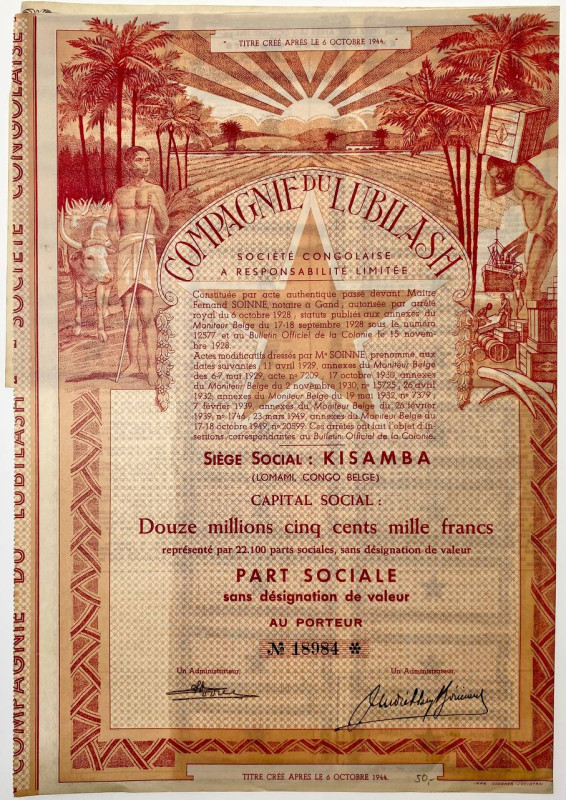 TITRE CRÉÉ APRÈS LE 6 OCTOBRE 1944.
COMPAGNIE DU LUBILASH
SOCIÉTÉ CONGOLAISE
A RESPONSABILITÉ LIMITÉE
Constituée par acte authentique passé devant Maître
Fernand SOINNE, notaire à Gand, autorisée par arrêté
royal du 6 octobre 1928, statuts publiés aux annexes du
Moniteur Belge du 17-18 septembre 1928 sous le numéro
12577 et au Bulletin Officiel de la Colonie, le 15 novem-
bre 1928.
Actes modificatifs dressés par Me SOINNE, prénommé, aux
dates suivantes : 11 avril 1929, annexes du Moniteur Belge
des 6-7 mai 1929, acte no 7209, 17 octobre 1930, annexes
du Moniteur Belge du 2 novembre 1930, no 15725, 26 avril
1932, annexes du Moniteur Belge du 19 mai 1932, no 7379
7 février 1939, annexes du Moniteur Belge du 26 février
1939, no 1746, 23 mars 1949, annexes du Moniteur Belge du
17-18 octobre 1949, no 20599. Ces arrêtés ont fait l'objet d'in-
sertions correspondantes au Bulletin Officiel de la Colonie.
SIÈGE SOCIAL : KISAMBA
(LOMAMI, CONGO BELGE)
CAPITAL SOCIAL :
Douze millions cinq cents mille francs
représenté par 22.100 parts sociales, sans désignation de valeur
PART SOCIALE
sans désignation de valeur
AU PORTEUR
No 18984 *
Un Administrateur,
Un Administrateur,
TITRE CRÉÉ APRÈS LE 6 OCTOBRE 1944.
50,-
COMPAGNIE DU LUBILASH - SOCIÉTÉ CONGOLAISE